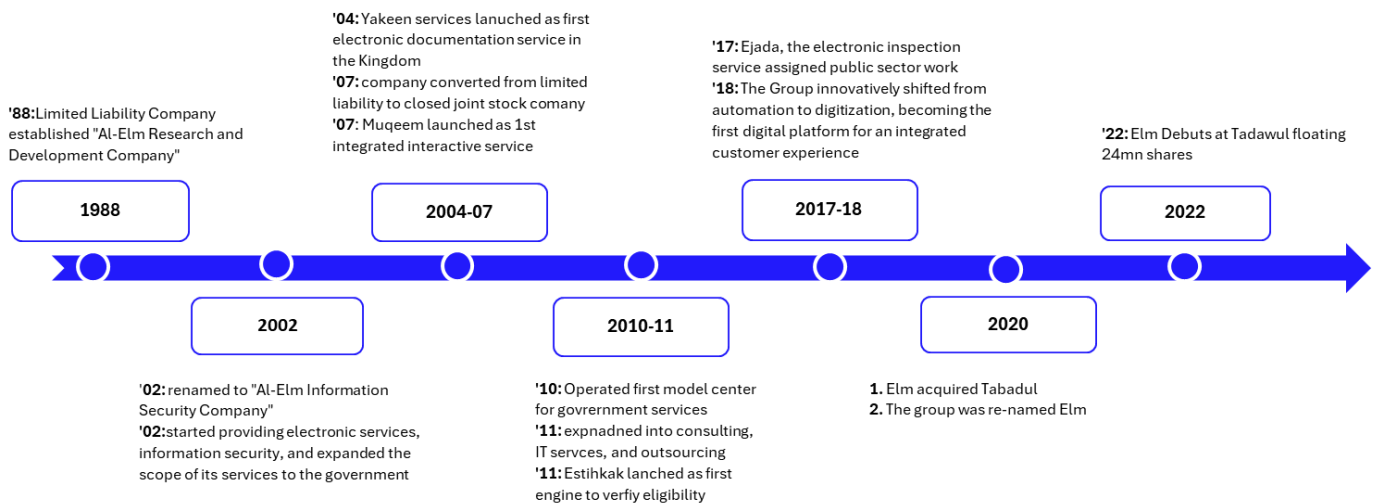 '88:Limited Liability Company
established "Al-Elm Research and
Development Company"
1988
'02: renamed to "Al-Elm Information
Security Company"
'02:started providing electronic services,
information security, and expanded the
scope of its services to the government
2002
'04: Yakeen services lanuched as first
electronic documentation service in
the Kingdom
'07: company converted from limited
liability to closed joint stock comany
'07: Muqeem launched as 1st
integrated interactive service
2004-07
2010-11
'10: Operated first model center
for govrernment services
'11: expnadned into consulting,
IT servces, and outsourcing
'11: Estihkak lanched as first
engine to verfiy eligibility
'17: Ejada, the electronic inspection
service assigned public sector work
'18: The Group innovatively shifted from
automation to digitization, becoming the
first digital platform for an integrated
customer experience
2017-18
2020
1. Elm acquired Tabadul
2. The group was re-named Elm
'22: Elm Debuts at Tadawul floating
24mn shares
2022